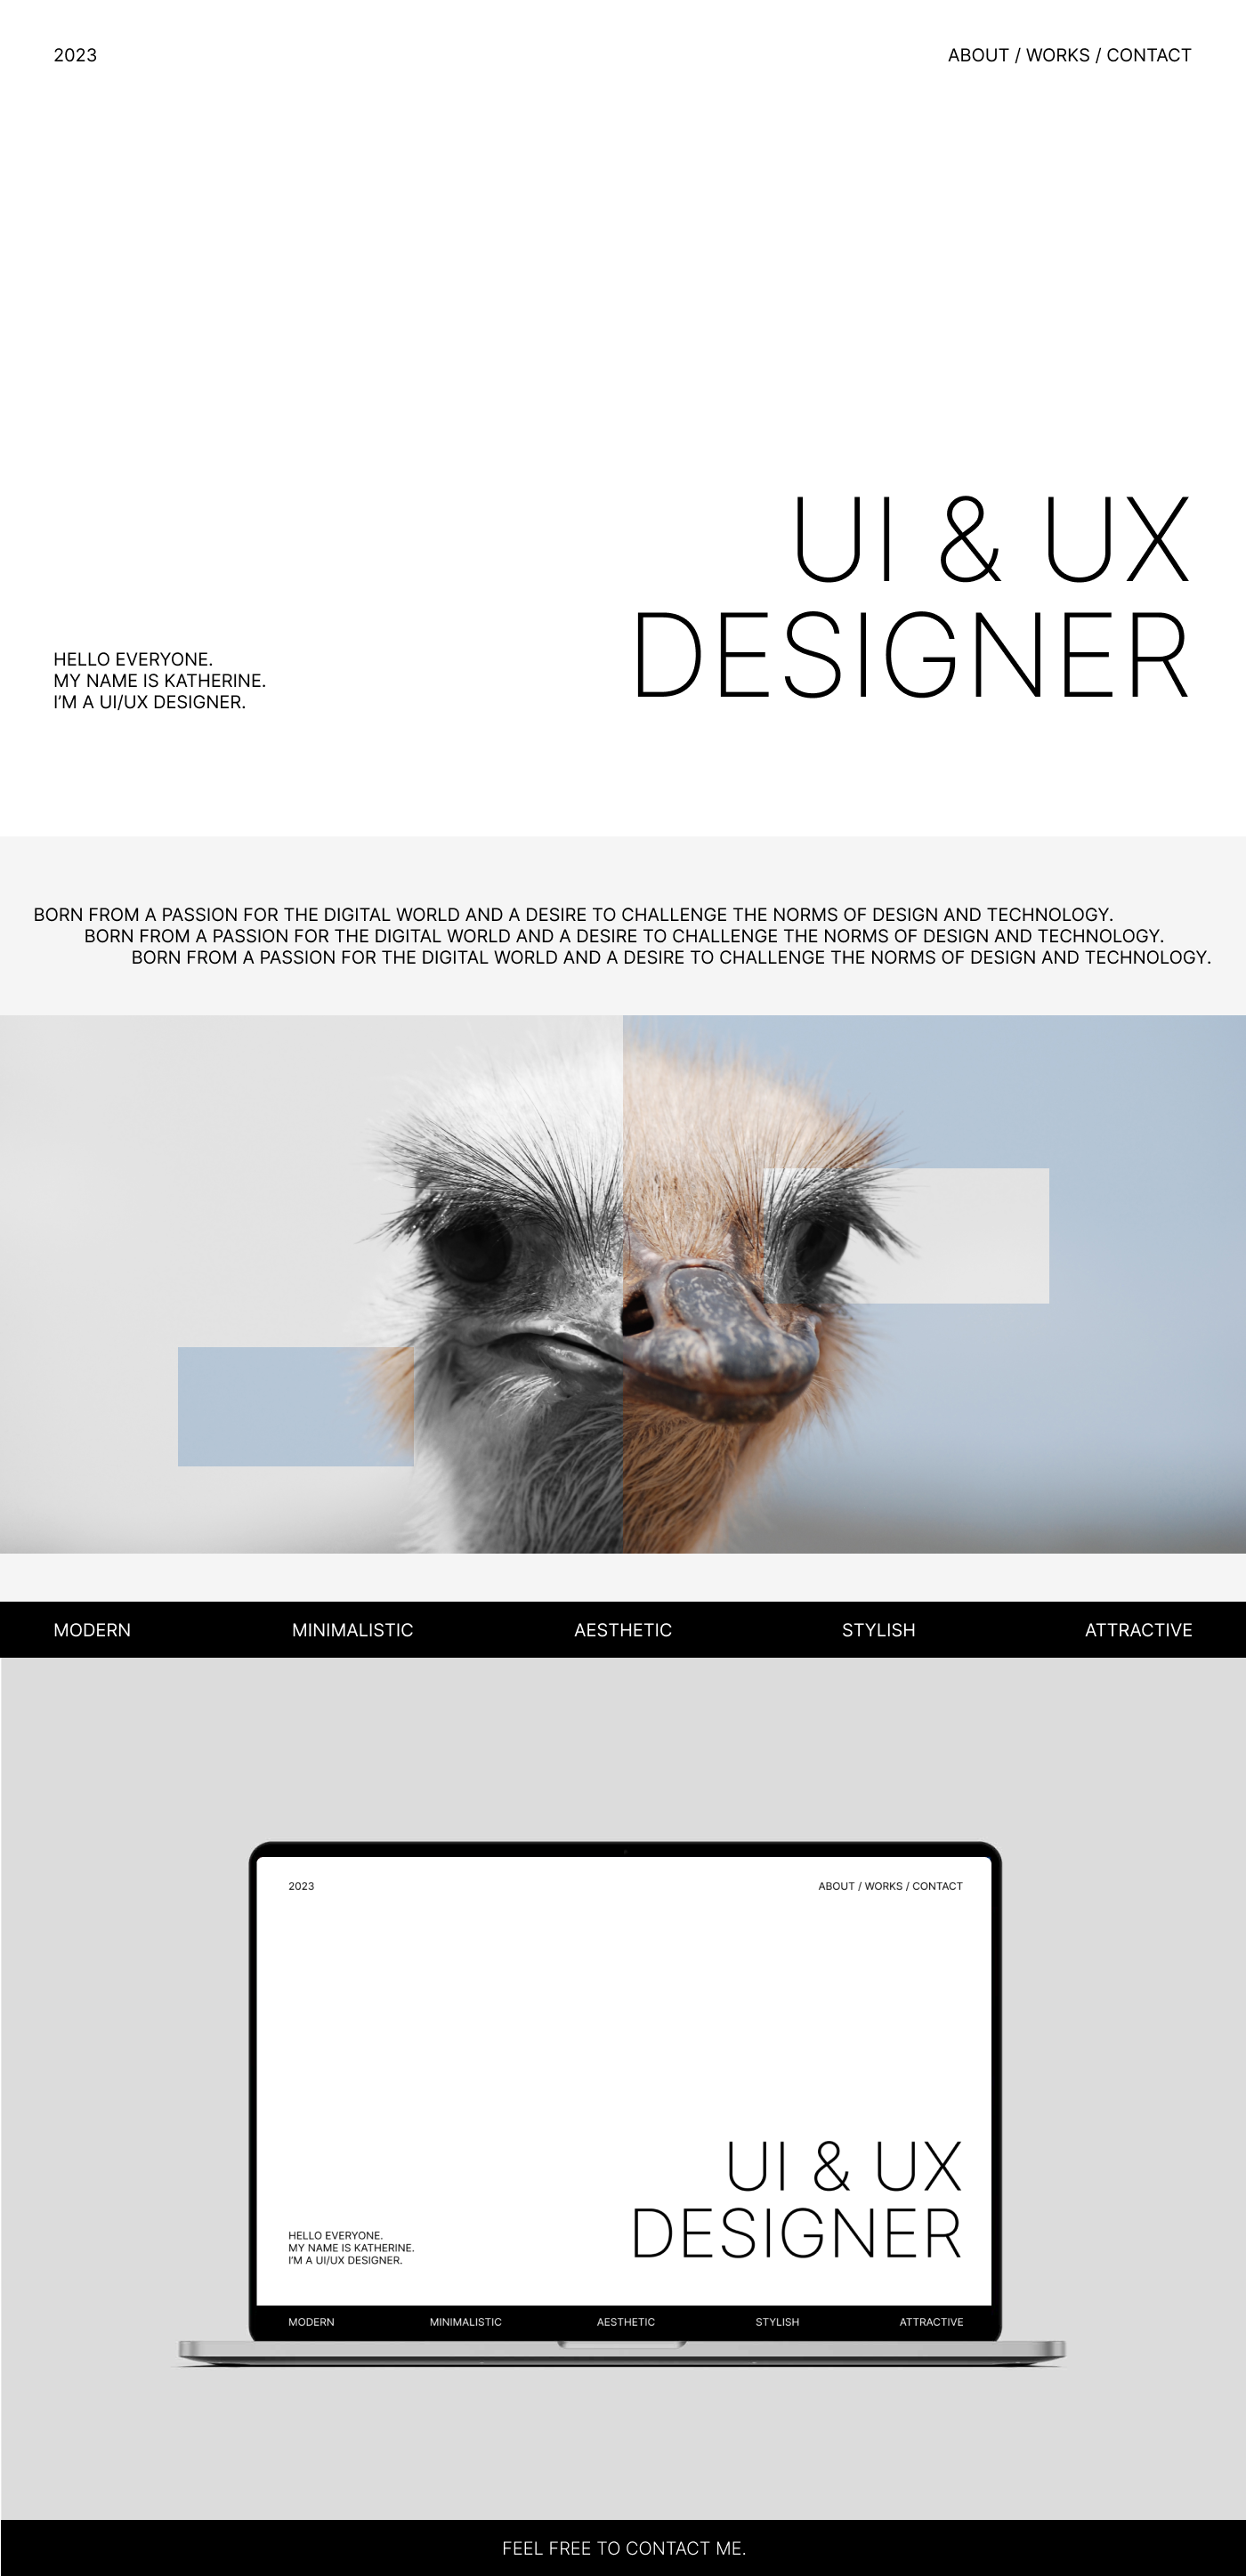 2023
ABOUT / WORKS / CONTACT
UI & UX
DESIGNER
HELLO EVERYONE.
MY NAME IS KATHERINE.
I’M A UI/UX DESIGNER.
BORN FROM A PASSION FOR THE DIGITAL WORLD AND A DESIRE TO CHALLENGE THE NORMS OF DESIGN AND TECHNOLOGY.
BORN FROM A PASSION FOR THE DIGITAL WORLD AND A DESIRE TO CHALLENGE THE NORMS OF DESIGN AND TECHNOLOGY.
BORN FROM A PASSION FOR THE DIGITAL WORLD AND A DESIRE TO CHALLENGE THE NORMS OF DESIGN AND TECHNOLOGY.
MODERN MINIMALISTIC AESTHETIC STYLISH ATTRACTIVE
2023
ABOUT / WORKS / CONTACT
UI & UX
DESIGNER
HELLO EVERYONE.
MY NAME IS KATHERINE.
I’M A UI/UX DESIGNER.
MODERN MINIMALISTIC AESTHETIC STYLISH ATTRACTIVE
FEEL FREE TO CONTACT ME.